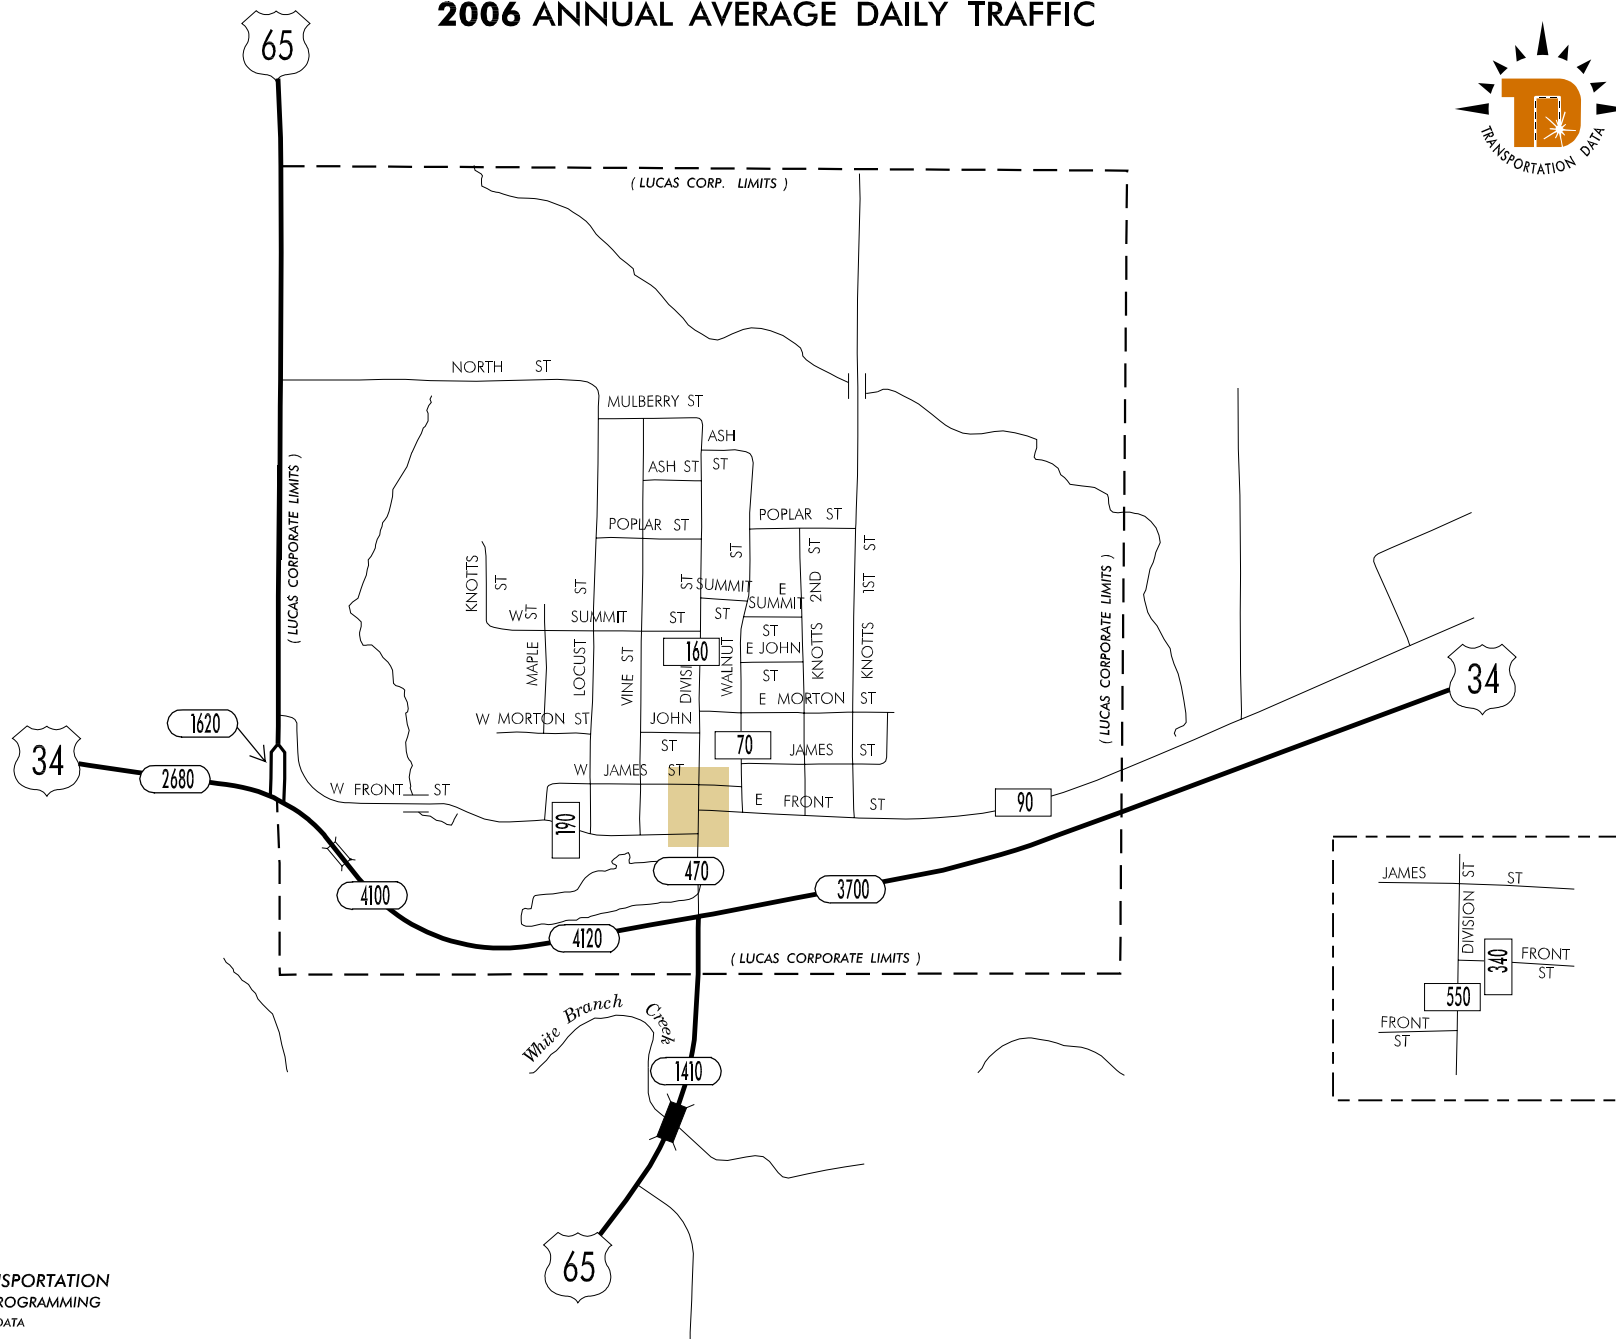 2006 ANNUAL AVERAGE DAILY TRAFFIC
65
TRANSPORTATION DATA
( LUCAS CORP. LIMITS )
NORTH ST
MULBERRY ST
ASH
ST
ASH ST
POPLAR ST
POPLAR ST
( LUCAS CORPORATE LIMITS )
KNOTTS ST
MAPLE ST
LOCUST ST
VINE ST
DIVISI ST
WALNUT ST
KNOTTS 2ND ST
KNOTTS 1ST ST
( LUCAS CORPORATE LIMITS )
SUMMIT
ST
E
SUMMIT
ST
W SUMMIT ST
160
E JOHN
ST
E MORTON ST
W MORTON ST
JOHN
ST
70
JAMES ST
W JAMES ST
34
1620
34
2680
W FRONT ST
E FRONT ST
90
190
470
4100
3700
4120
( LUCAS CORPORATE LIMITS )
JAMES ST
DIVISION ST
340
FRONT
ST
550
FRONT
ST
White Branch Creek
1410
65
NSPORTATION
ROGRAMMING
DATA